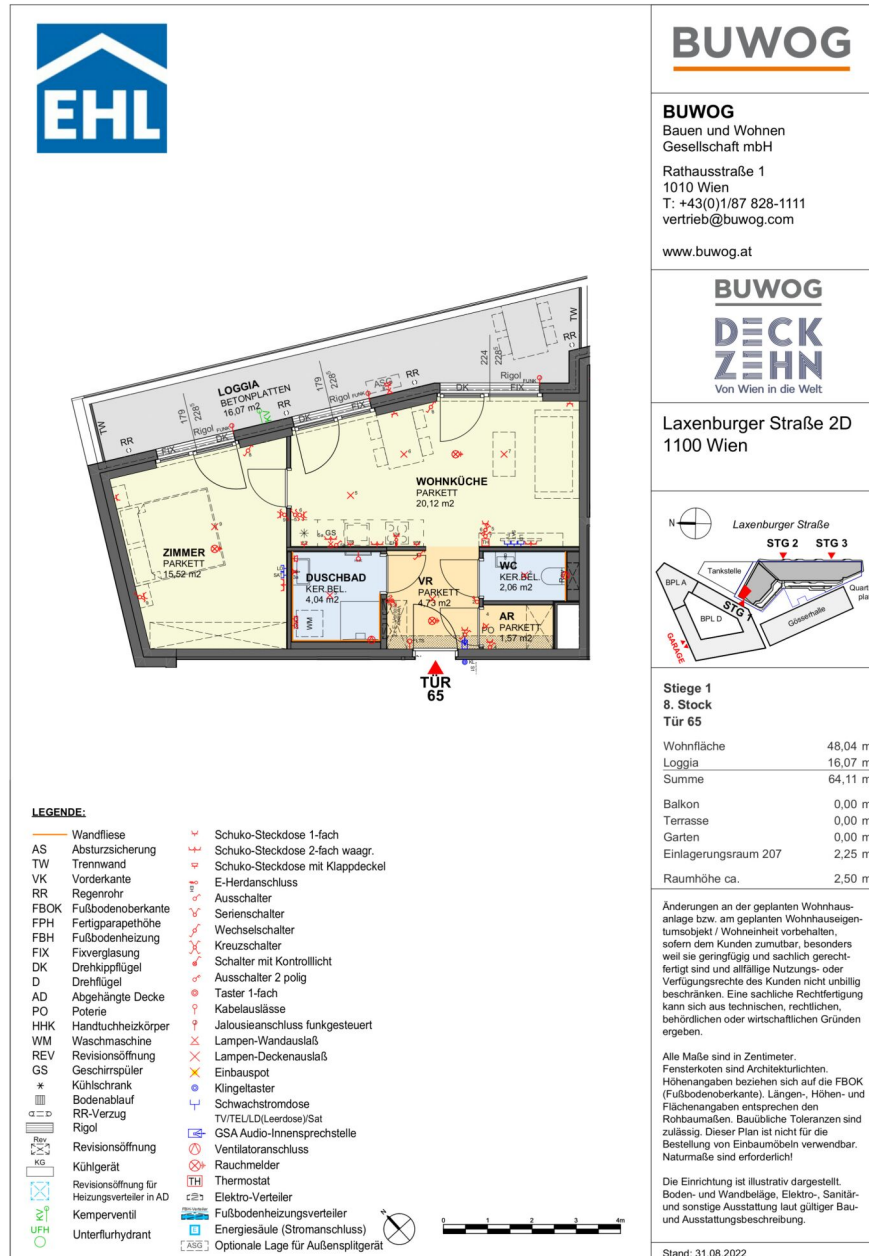 EHL
BUWOG
BUWOG
Bauen und Wohnen
Gesellschaft mbH
Rathausstraße 1
1010 Wien
T: +43(0)1/87 828-1111
vertrieb@buwog.com
www.buwog.at
BUWOG
DECK
ZEHN
Von Wien in die Welt
Laxenburger Straße 2D
1100 Wien
N
Laxenburger Straße
STG 2
STG 3
Tankstelle
BPL A
STG 1
BPL D
Gösserhalle
GARAGE
Stiege 1
8. Stock
Tür 65
Wohnfläche 48,04 m
Loggia 16,07 m
Summe 64,11 m
Balkon 0,00 m
Terrasse 0,00 m
Garten 0,00 m
Einlagerungsraum 207 2,25 m
Raumhöhe ca. 2,50 m
Änderungen an der geplanten Wohnhaus-
anlage bzw. am geplanten Wohnhauseigen-
tumsobjekt / Wohneinheit vorbehalten,
sofern dem Kunden zumutbar, besonders
weil sie geringfügig und sachlich gerecht-
fertigt sind und allfällige Nutzungs- oder
Verfügungsrechte des Kunden nicht unbillig
beschränken. Eine sachliche Rechtfertigung
kann sich aus technischen, rechtlichen,
behördlichen oder wirtschaftlichen Gründen
ergeben.
Alle Maße sind in Zentimeter.
Fensterkoten sind Architekturlichten.
Höhenangaben beziehen sich auf die FBOK
(Fußbodenoberkante). Längen-, Höhen- und
Flächenangaben entsprechen den
Rohbaumaßen. Bauübliche Toleranzen sind
zulässig. Dieser Plan ist nicht für die
Bestellung von Einbaumöbeln verwendbar.
Naturmaße sind erforderlich!
Die Einrichtung ist illustrativ dargestellt.
Boden- und Wandbeläge, Elektro-, Sanitär-
und sonstige Ausstattung laut gültiger Bau-
und Ausstattungsbeschreibung.
Stand: 31.08.2022
LOGGIA
BETONPLATTEN
16,07 m2
TW
RR
FIX
Rigol
FUNK
DK
KV
179
228⁵
RR
Rigol
FUNK
DK
FIX
179
228⁵
ASG
RR
DK
224
228⁵
Rigol
FUNK
FIX
RR
TW
WOHNKÜCHE
PARKETT
20,12 m2
GS
ZIMMER
PARKETT
15,52 m2
DUSCHBAD
KER.BEL.
4,04 m2
WM
VR
PARKETT
4,73 m2
WC
KER.BEL.
2,06 m2
AR
PARKETT
1,57 m2
PO
TÜR
65
LEGENDE:
Wandfliese
AS Absturzsicherung
TW Trennwand
VK Vorderkante
RR Regenrohr
FBOK Fußbodenoberkante
FPH Fertigparapethöhe
FBH Fußbodenheizung
FIX Fixverglasung
DK Drehkippflügel
D Drehflügel
AD Abgehängte Decke
PO Poterie
HHK Handtuchheizkörper
WM Waschmaschine
REV Revisionsöffnung
GS Geschirrspüler
Kühlschrank
Bodenablauf
RR-Verzug
Rigol
Rev Revisionsöffnung
KG Kühlgerät
Revisionsöffnung für
Heizungsverteiler in AD
KV Kemperventil
UFH Unterflurhydrant
Schuko-Steckdose 1-fach
Schuko-Steckdose 2-fach waagr.
Schuko-Steckdose mit Klappdeckel
E-Herdanschluss
Ausschalter
Serienschalter
Wechselschalter
Kreuzschalter
Schalter mit Kontrolllicht
Ausschalter 2 polig
Taster 1-fach
Kabelauslässe
Jalousieanschluss funkgesteuert
Lampen-Wandauslaß
Lampen-Deckenauslaß
Einbauspot
Klingeltaster
Schwachstromdose
TV/TEL/LD(Leerdose)/Sat
GSA Audio-Innensprechstelle
Ventilatoranschluss
Rauchmelder
TH Thermostat
Elektro-Verteiler
Fußbodenheizungsverteiler
E Energiesäule (Stromanschluss)
ASG Optionale Lage für Außensplitgerät
N
0 1 2 3 4m